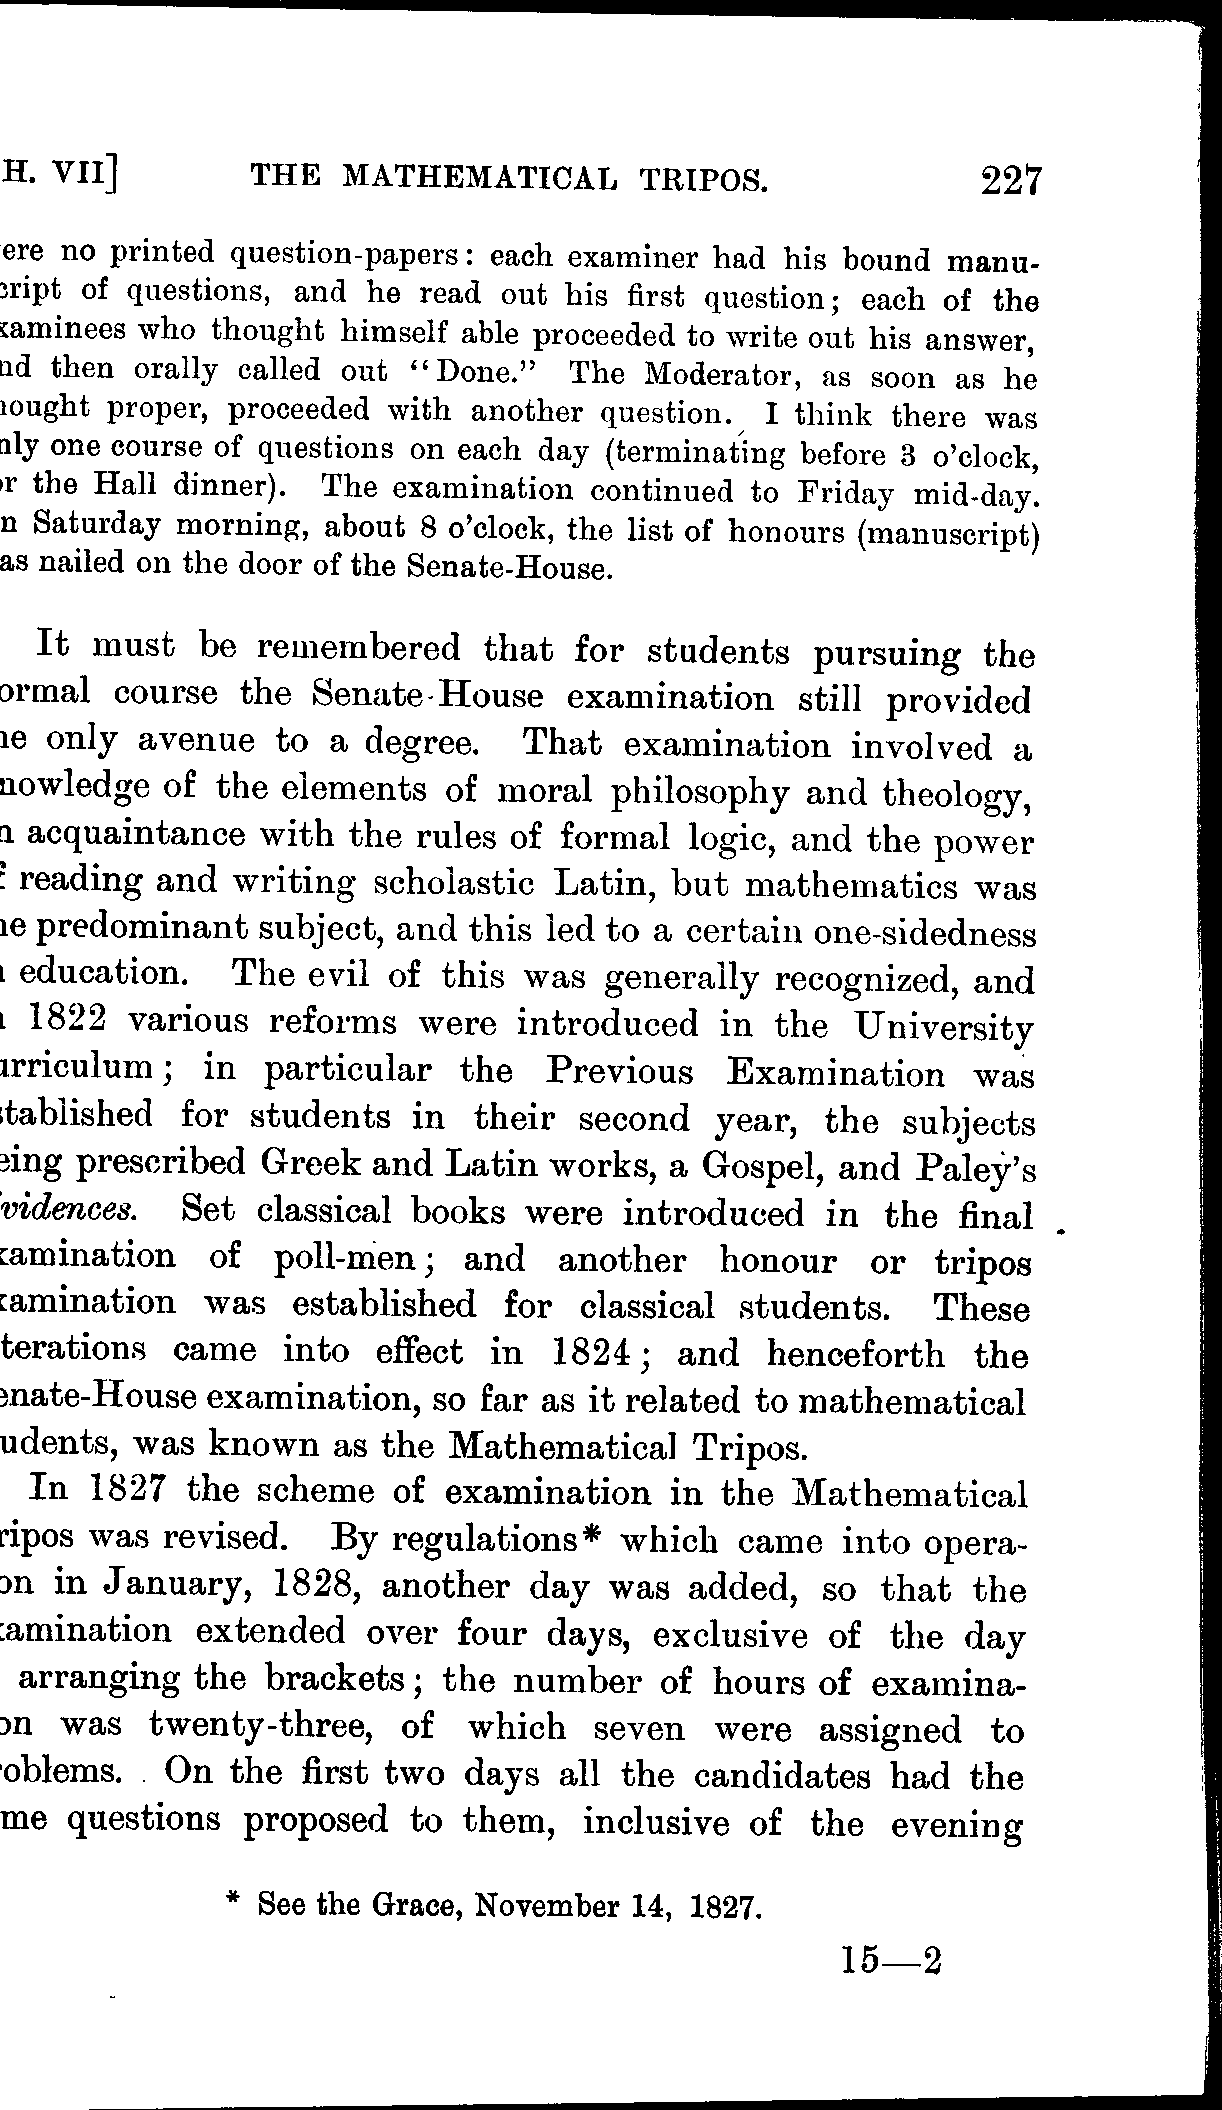 H. VII] THE MATHEMATICAL TRIPOS. 227
ere no printed question-papers: each examiner had his bound manu-
cript of questions, and he read out his first question; each of the
xaminees who thought himself able proceeded to write out his answer,
nd then orally called out "Done." The Moderator, as soon as he
hought proper, proceeded with another question. I think there was
nly one course of questions on each day (terminating before 3 o'clock,
or the Hall dinner). The examination continued to Friday mid-day.
n Saturday morning, about 8 o'clock, the list of honours (manuscript)
as nailed on the door of the Senate-House.
It must be remembered that for students pursuing the
ormal course the Senate-House examination still provided
he only avenue to a degree. That examination involved a
nowledge of the elements of moral philosophy and theology,
n acquaintance with the rules of formal logic, and the power
f reading and writing scholastic Latin, but mathematics was
he predominant subject, and this led to a certain one-sidedness
n education. The evil of this was generally recognized, and
n 1822 various reforms were introduced in the University
urriculum; in particular the Previous Examination was
stablished for students in their second year, the subjects
eing prescribed Greek and Latin works, a Gospel, and Paley's
vidences. Set classical books were introduced in the final
xamination of poll-men; and another honour or tripos
xamination was established for classical students. These
terations came into effect in 1824; and henceforth the
enate-House examination, so far as it related to mathematical
udents, was known as the Mathematical Tripos.
In 1827 the scheme of examination in the Mathematical
ripos was revised. By regulations* which came into opera-
on in January, 1828, another day was added, so that the
xamination extended over four days, exclusive of the day
arranging the brackets; the number of hours of examina-
on was twenty-three, of which seven were assigned to
roblems. On the first two days all the candidates had the
me questions proposed to them, inclusive of the evening
* See the Grace, November 14, 1827.
15—2